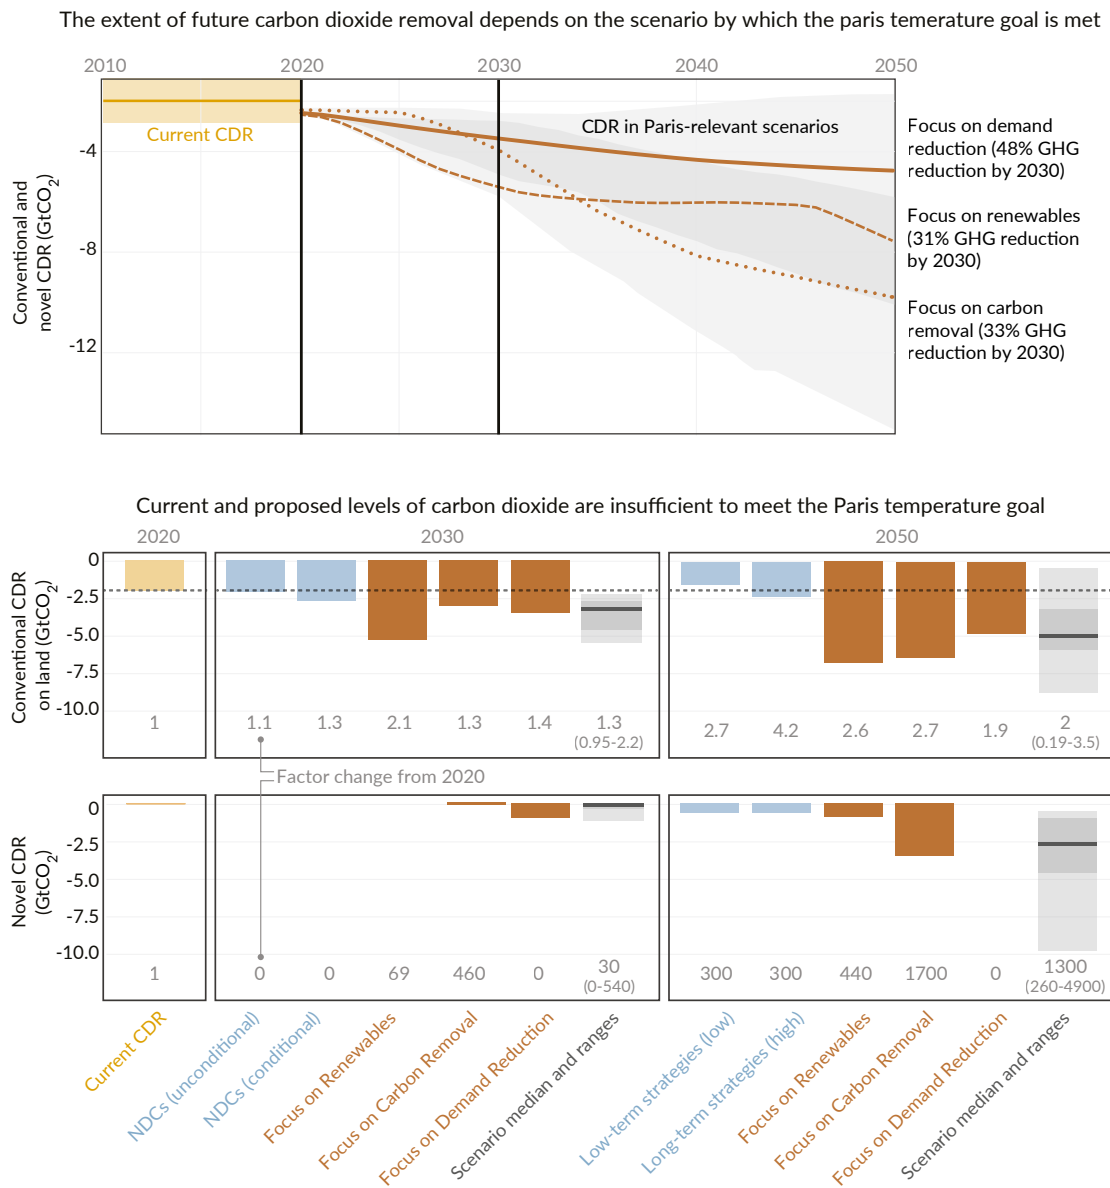 The extent of future carbon dioxide removal depends on the scenario by which the paris temerature goal is met
2010
2020
2030
2040
2050
Current CDR
CDR in Paris-relevant scenarios
-4
-8
-12
Conventional and
novel CDR (GtCO2)
Focus on demand
reduction (48% GHG
reduction by 2030)
Focus on renewables
(31% GHG reduction
by 2030)
Focus on carbon
removal (33% GHG
reduction by 2030)
Current and proposed levels of carbon dioxide are insufficient to meet the Paris temperature goal
2020
2030
2050
Conventional CDR
on land (GtCO2)
0
-2.5
-5.0
-7.5
-10.0
1
1.1
1.3
2.1
1.3
1.4
1.3
(0.95-2.2)
2.7
4.2
2.6
2.7
1.9
2
(0.19-3.5)
Factor change from 2020
Novel CDR
(GtCO2)
0
-2.5
-5.0
-7.5
-10.0
1
0
0
69
460
0
30
(0-540)
300
300
440
1700
0
1300
(260-4900)
Current CDR
NDCs (unconditional)
NDCs (conditional)
Focus on Renewables
Focus on Carbon Removal
Focus on Demand Reduction
Scenario median and ranges
Low-term strategies (low)
Long-term strategies (high)
Focus on Renewables
Focus on Carbon Removal
Focus on Demand Reduction
Scenario median and ranges